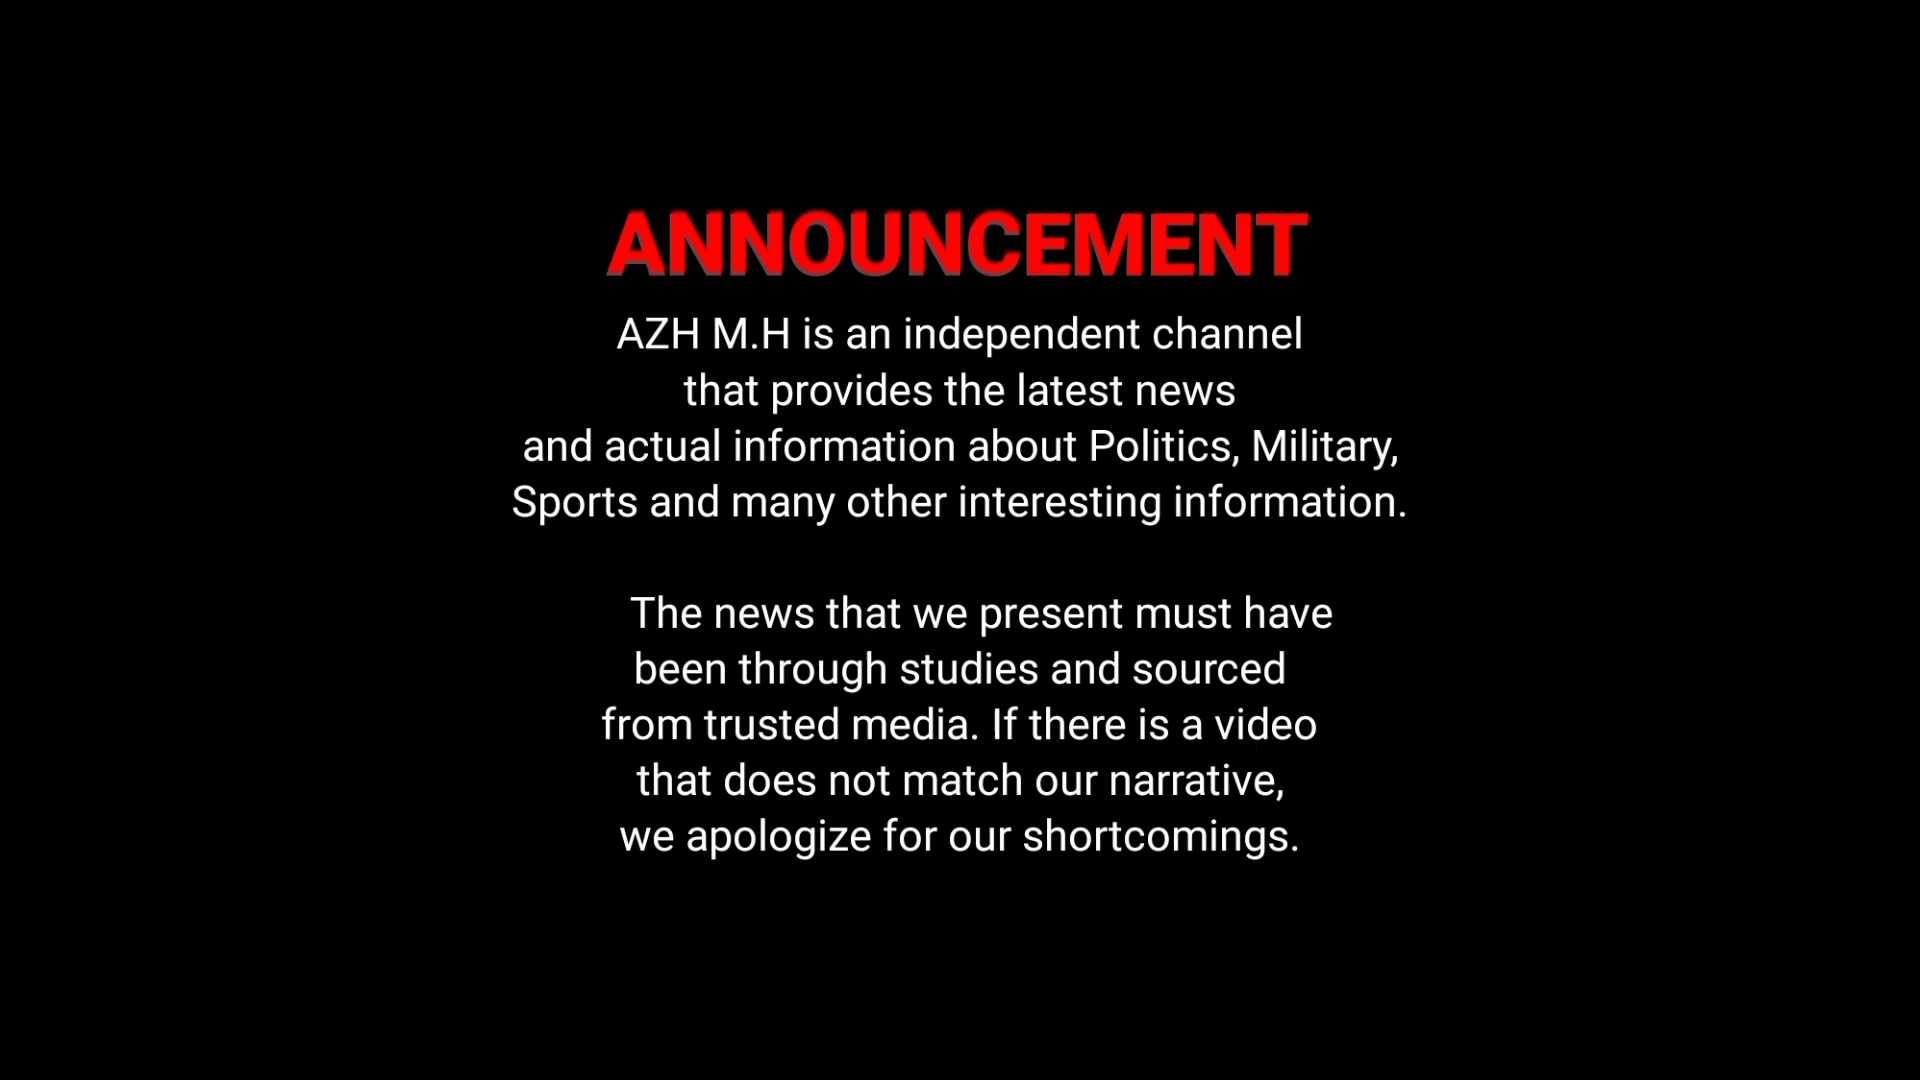 ANNOUNCEMENT
AZH M.H is an independent channel
that provides the latest news
and actual information about Politics, Military,
Sports and many other interesting information.
The news that we present must have
been through studies and sourced
from trusted media. If there is a video
that does not match our narrative,
we apologize for our shortcomings.